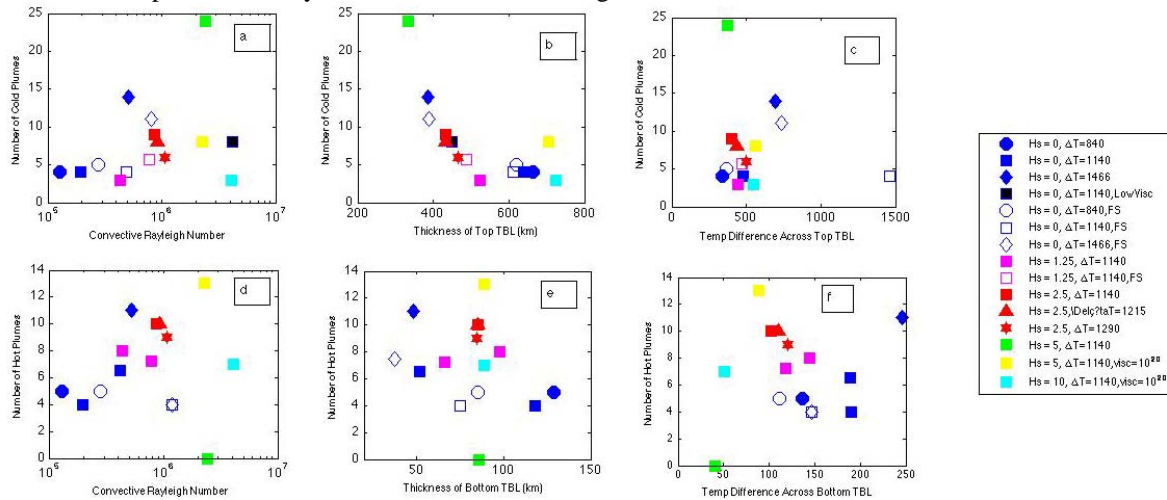 25
20
15
10
5
0
Number of Cold Plumes
a
10^5
10^6
10^7
Convective Rayleigh Number
25
20
15
10
5
0
Number of Cold Plumes
b
200
400
600
800
Thickness of Top TBL (km)
25
20
15
10
5
0
Number of Cold Plumes
c
0
500
1000
1500
Temp Difference Across Top TBL
14
12
10
8
6
4
2
0
Number of Hot Plumes
d
10^5
10^6
10^7
Convective Rayleigh Number
14
12
10
8
6
4
2
0
Number of Hot Plumes
e
50
100
150
Thickness of Bottom TBL (km)
14
12
10
8
6
4
2
0
Number of Hot Plumes
f
0
50
100
150
200
250
Temp Difference Across Bottom TBL
Hs = 0, ΔT=840
Hs = 0, ΔT=1140
Hs = 0, ΔT=1466
Hs = 0, ΔT=1140,LowVisc
Hs = 0, ΔT=840,FS
Hs = 0, ΔT=1140,FS
Hs = 0, ΔT=1466,FS
Hs = 1.25, ΔT=1140
Hs = 1.25, ΔT=1140,FS
Hs = 2.5, ΔT=1140
Hs = 2.5,\Delç?taT=1215
Hs = 2.5, ΔT=1290
Hs = 5, ΔT=1140
Hs = 5, ΔT=1140,visc=10^20
Hs = 10, ΔT=1140,visc=10^20